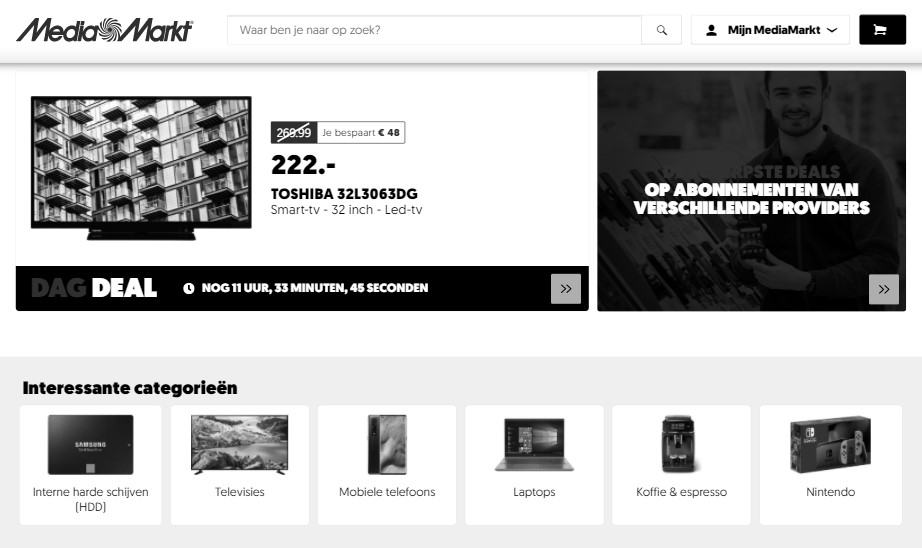 MediaMarkt
Waar ben je naar op zoek?
Mijn MediaMarkt
269.99 Je bespaart € 48
222.-
TOSHIBA 32L3063DG
Smart-tv - 32 inch - Led-tv
DAG DEAL
NOG 11 UUR, 33 MINUTEN, 45 SECONDEN
DEALS
OP ABONNEMENTEN VAN
VERSCHILLENDE PROVIDERS
Interessante categorieën
SAMSUNG
Interne harde schijven
(HDD)
Televisies
Mobiele telefoons
Laptops
Koffie & espresso
Nintendo